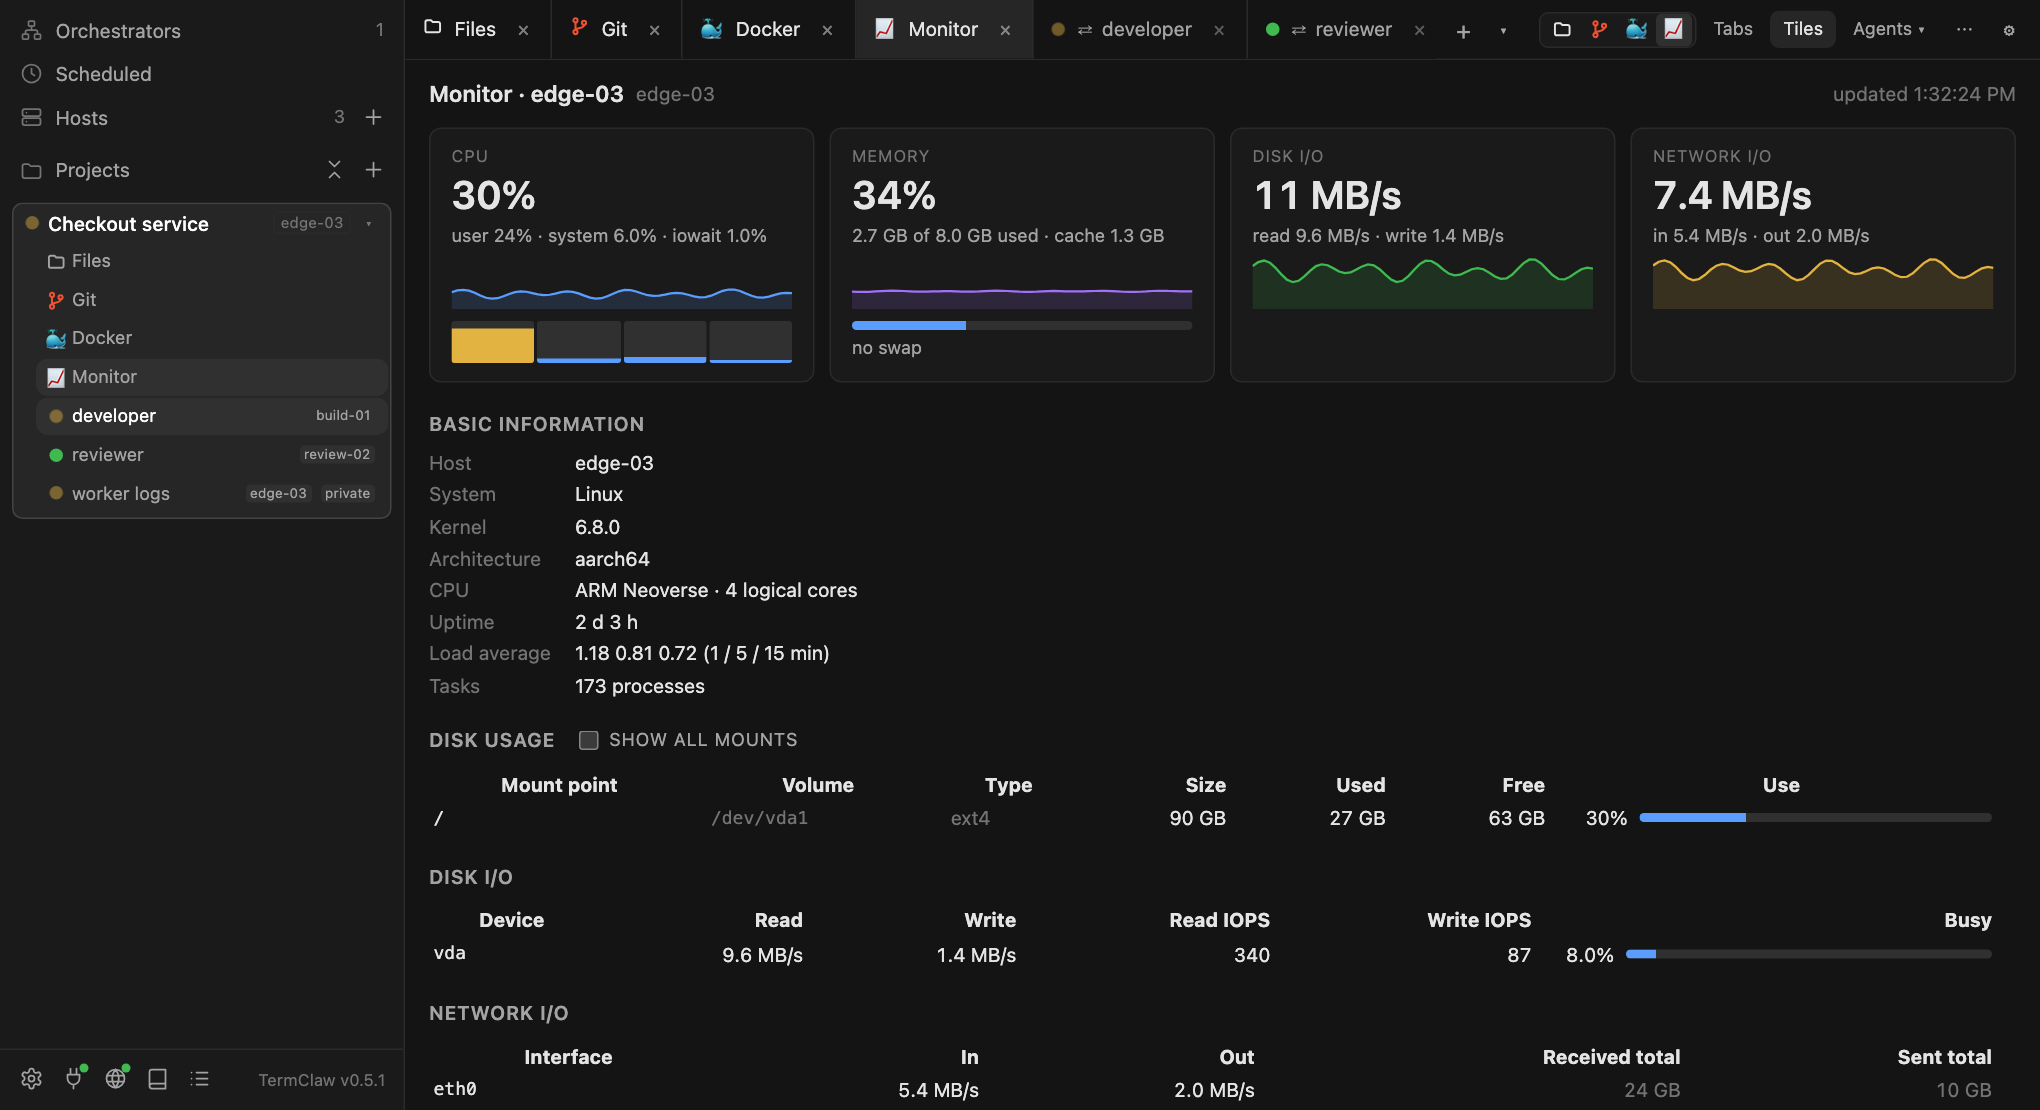 Orchestrators 1
Scheduled
Hosts 3 +
Projects +
Checkout service edge-03
Files
Git
Docker
Monitor
developer build-01
reviewer review-02
worker logs edge-03 private
TermClaw v0.5.1
Files × Git × Docker × Monitor × ⇄ developer × ⇄ reviewer × + ▾ Tabs Tiles Agents ▾ ···
Monitor · edge-03 edge-03 updated 1:32:24 PM
CPU
30%
user 24% · system 6.0% · iowait 1.0%
MEMORY
34%
2.7 GB of 8.0 GB used · cache 1.3 GB
no swap
DISK I/O
11 MB/s
read 9.6 MB/s · write 1.4 MB/s
NETWORK I/O
7.4 MB/s
in 5.4 MB/s · out 2.0 MB/s
BASIC INFORMATION
Host edge-03
System Linux
Kernel 6.8.0
Architecture aarch64
CPU ARM Neoverse · 4 logical cores
Uptime 2 d 3 h
Load average 1.18 0.81 0.72 (1 / 5 / 15 min)
Tasks 173 processes
DISK USAGE SHOW ALL MOUNTS
Mount point Volume Type Size Used Free Use
/ /dev/vda1 ext4 90 GB 27 GB 63 GB 30%
DISK I/O
Device Read Write Read IOPS Write IOPS Busy
vda 9.6 MB/s 1.4 MB/s 340 87 8.0%
NETWORK I/O
Interface In Out Received total Sent total
eth0 5.4 MB/s 2.0 MB/s 24 GB 10 GB